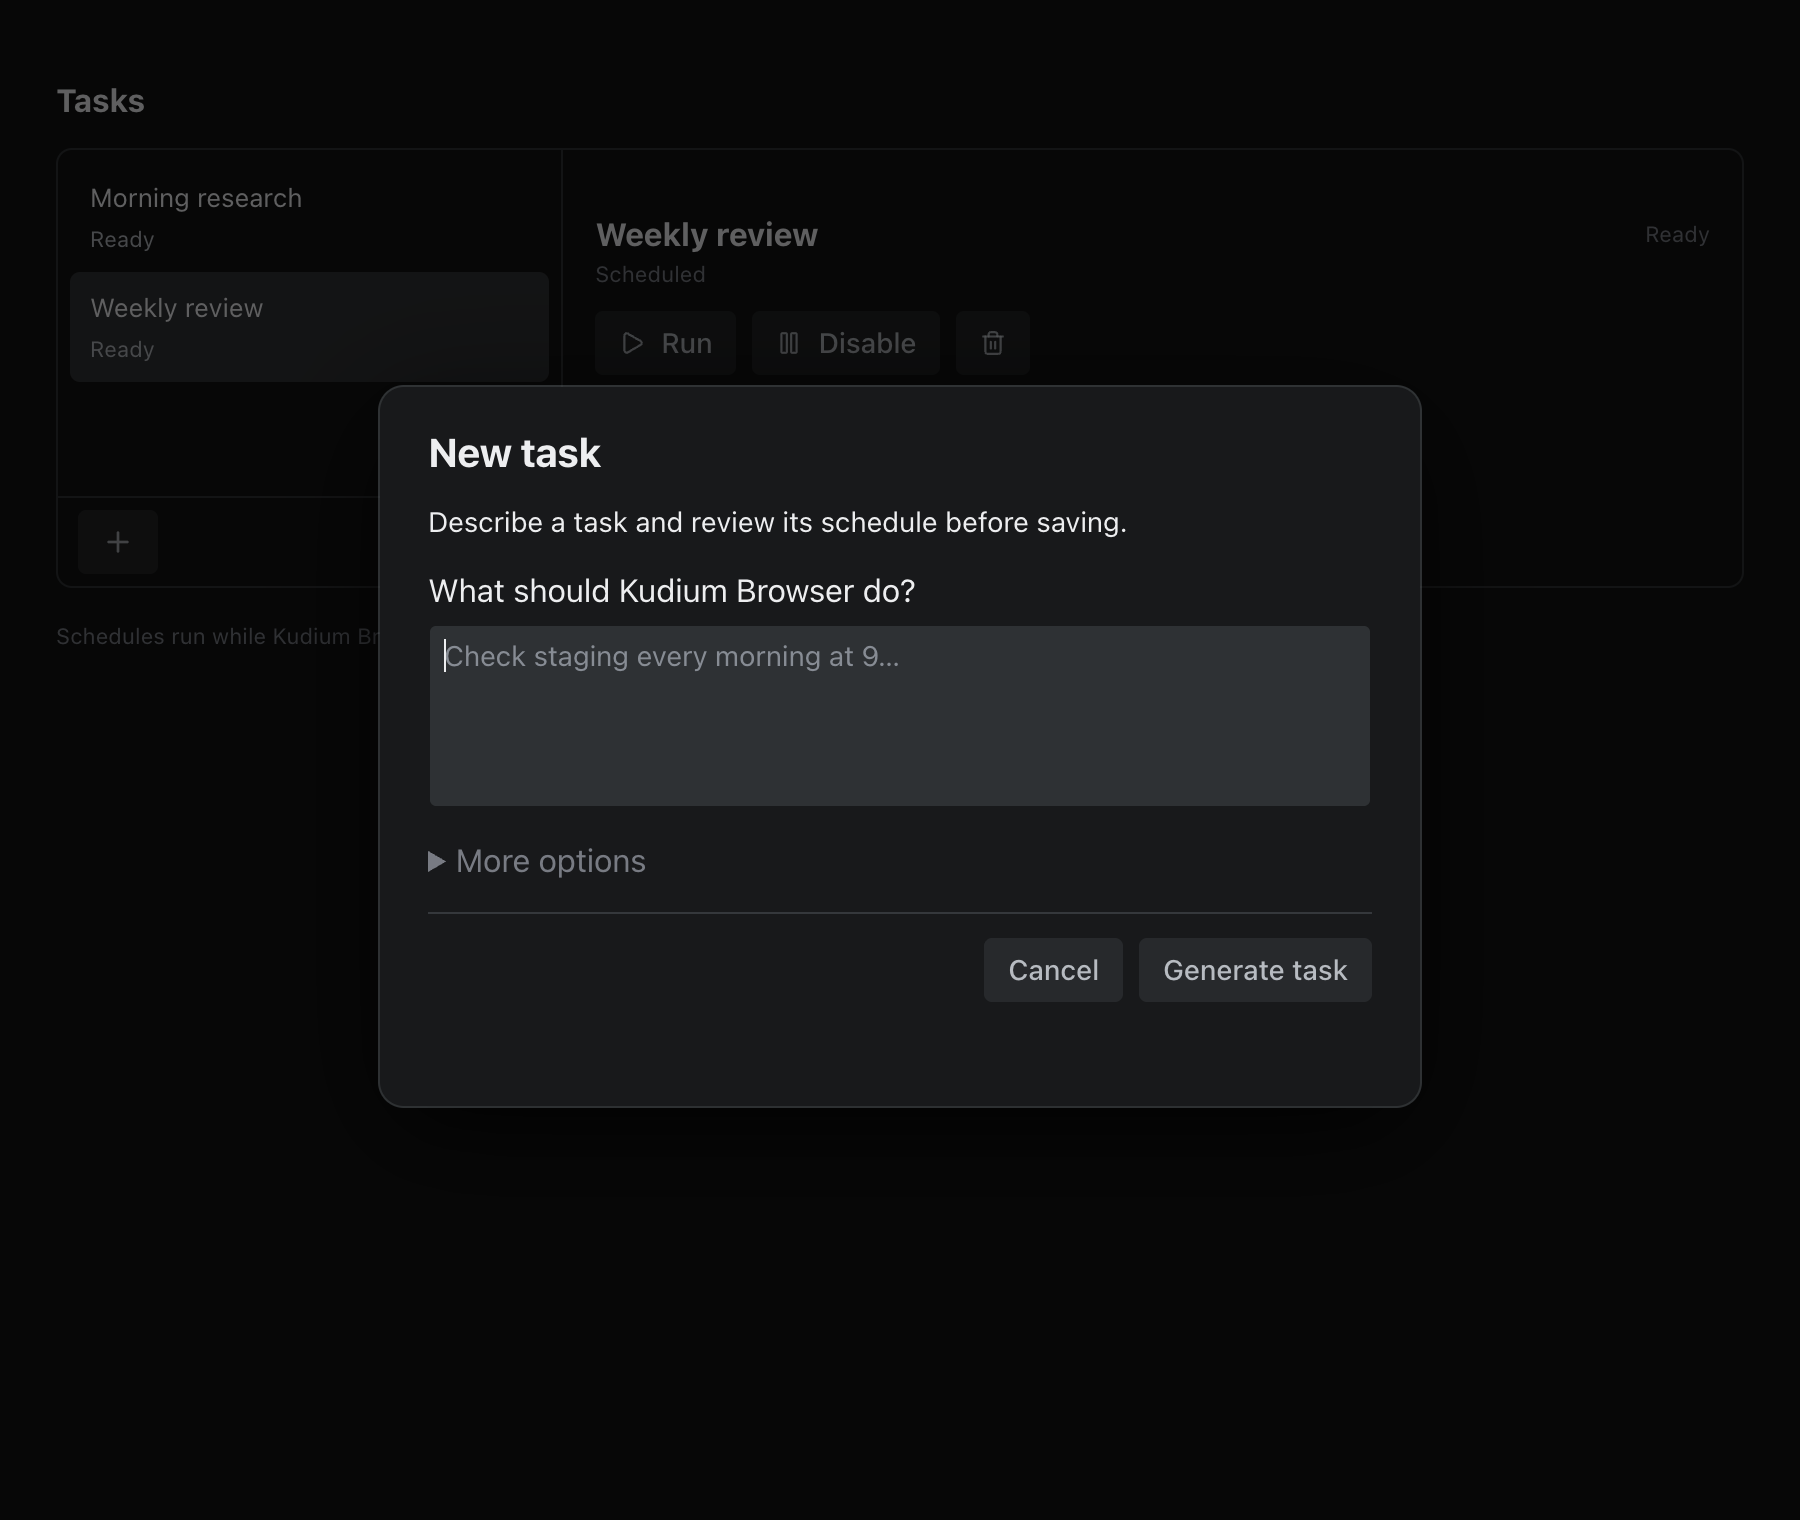 Tasks
Morning research
Ready
Weekly review
Ready
Weekly review
Ready
Scheduled
Run
Disable
New task
Describe a task and review its schedule before saving.
What should Kudium Browser do?
Check staging every morning at 9...
More options
Cancel
Generate task
Schedules run while Kudium